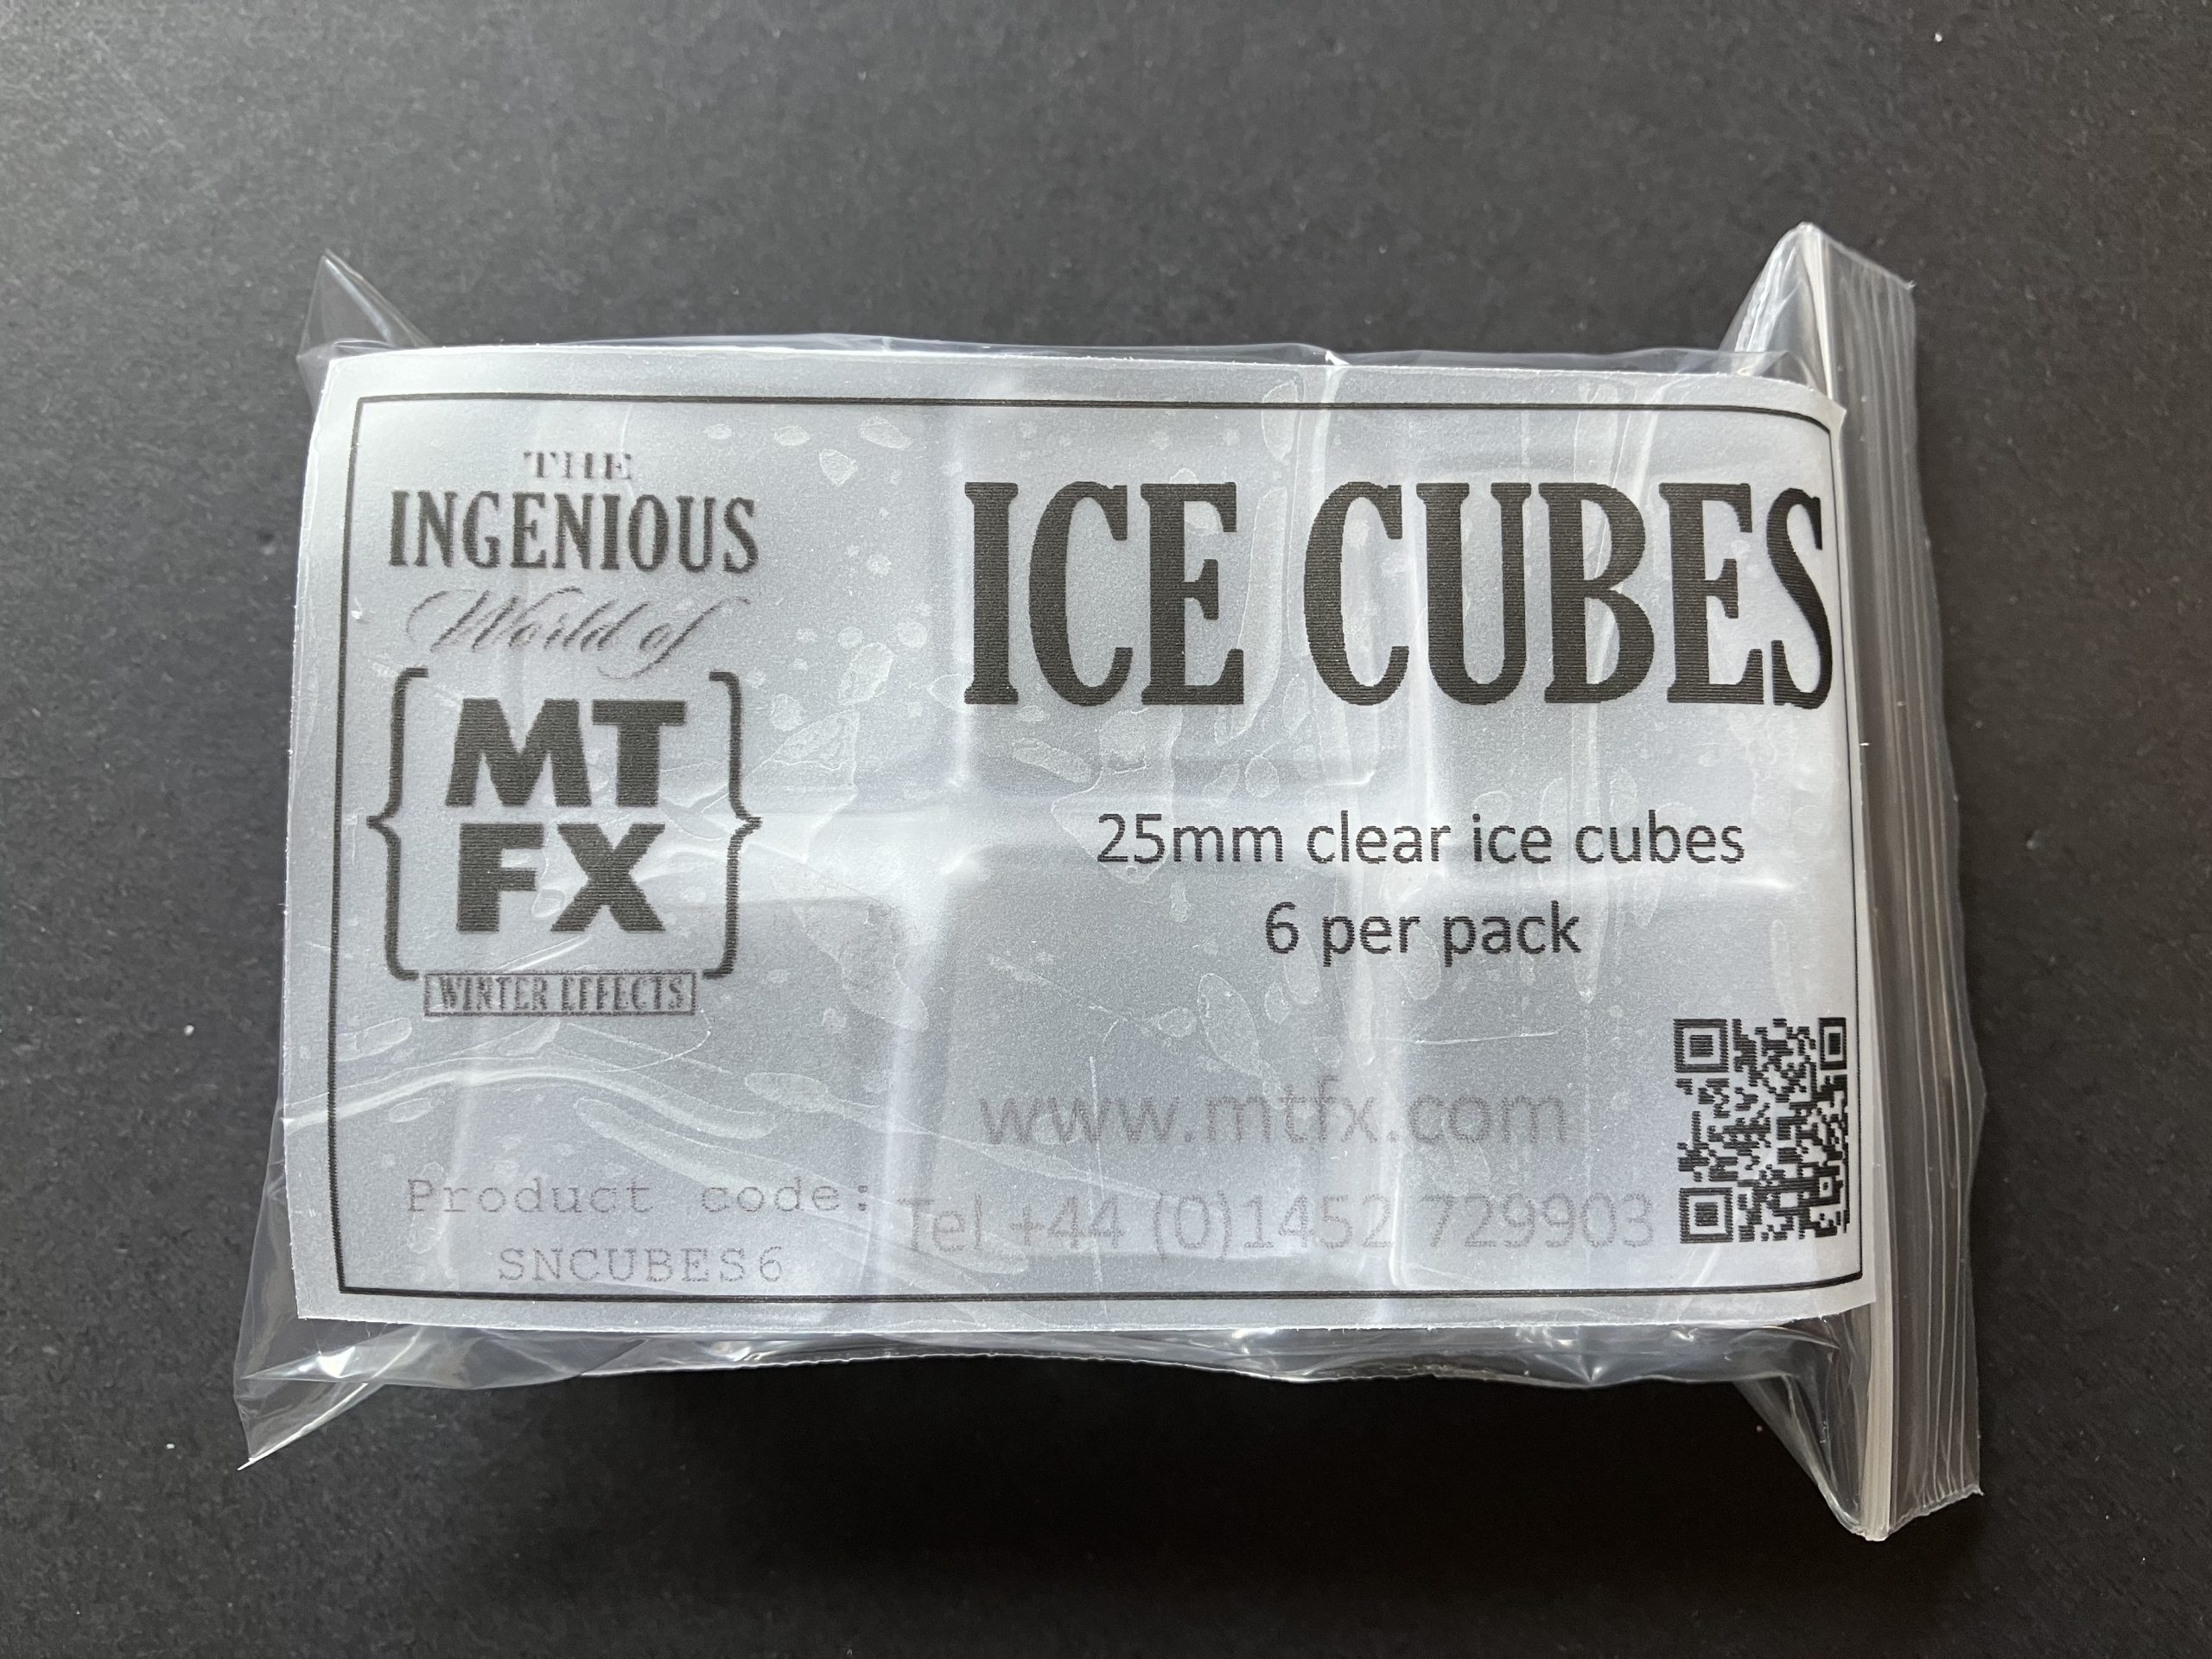 THE
INGENIOUS
World of
MT
FX
WINTER EFFECTS
ICE CUBES
25mm clear ice cubes
6 per pack
www.mtfx.com
Tel +44 (0)1452 729903
Product code:
SNCUBES6